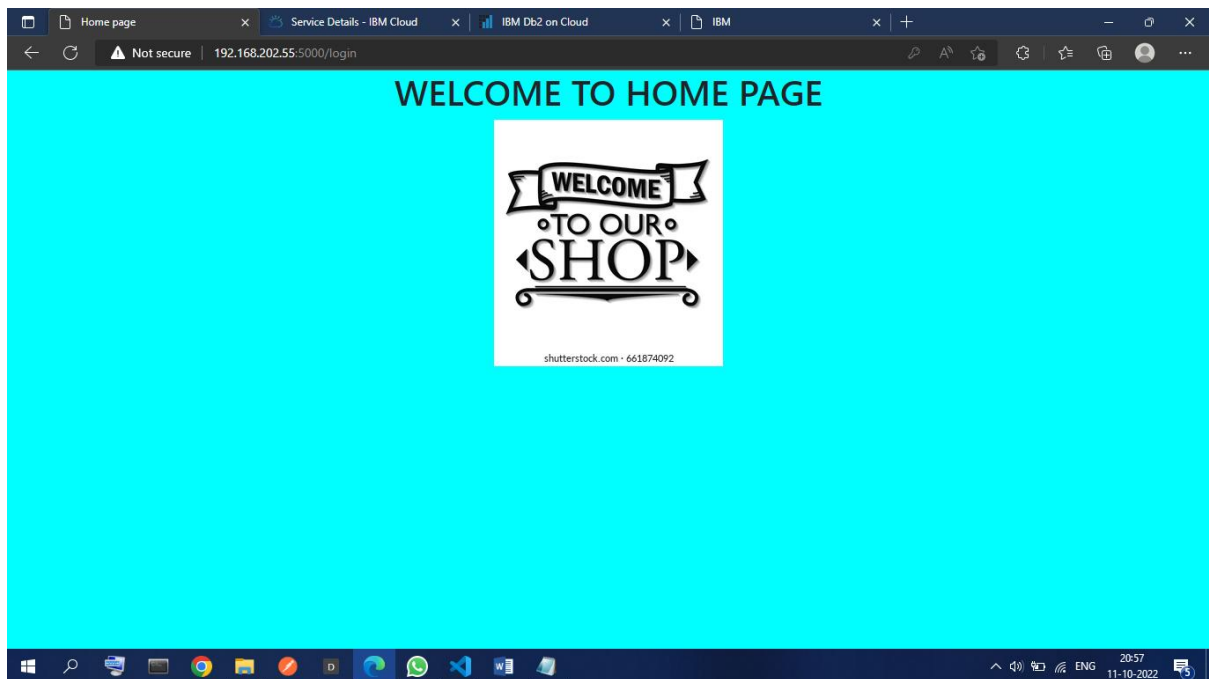 Home page
Service Details - IBM Cloud
IBM Db2 on Cloud
IBM
Not secure 192.168.202.55:5000/login
WELCOME TO HOME PAGE
WELCOME
TO OUR
SHOP
shutterstock.com · 661874092
ENG
20:57
11-10-2022
5